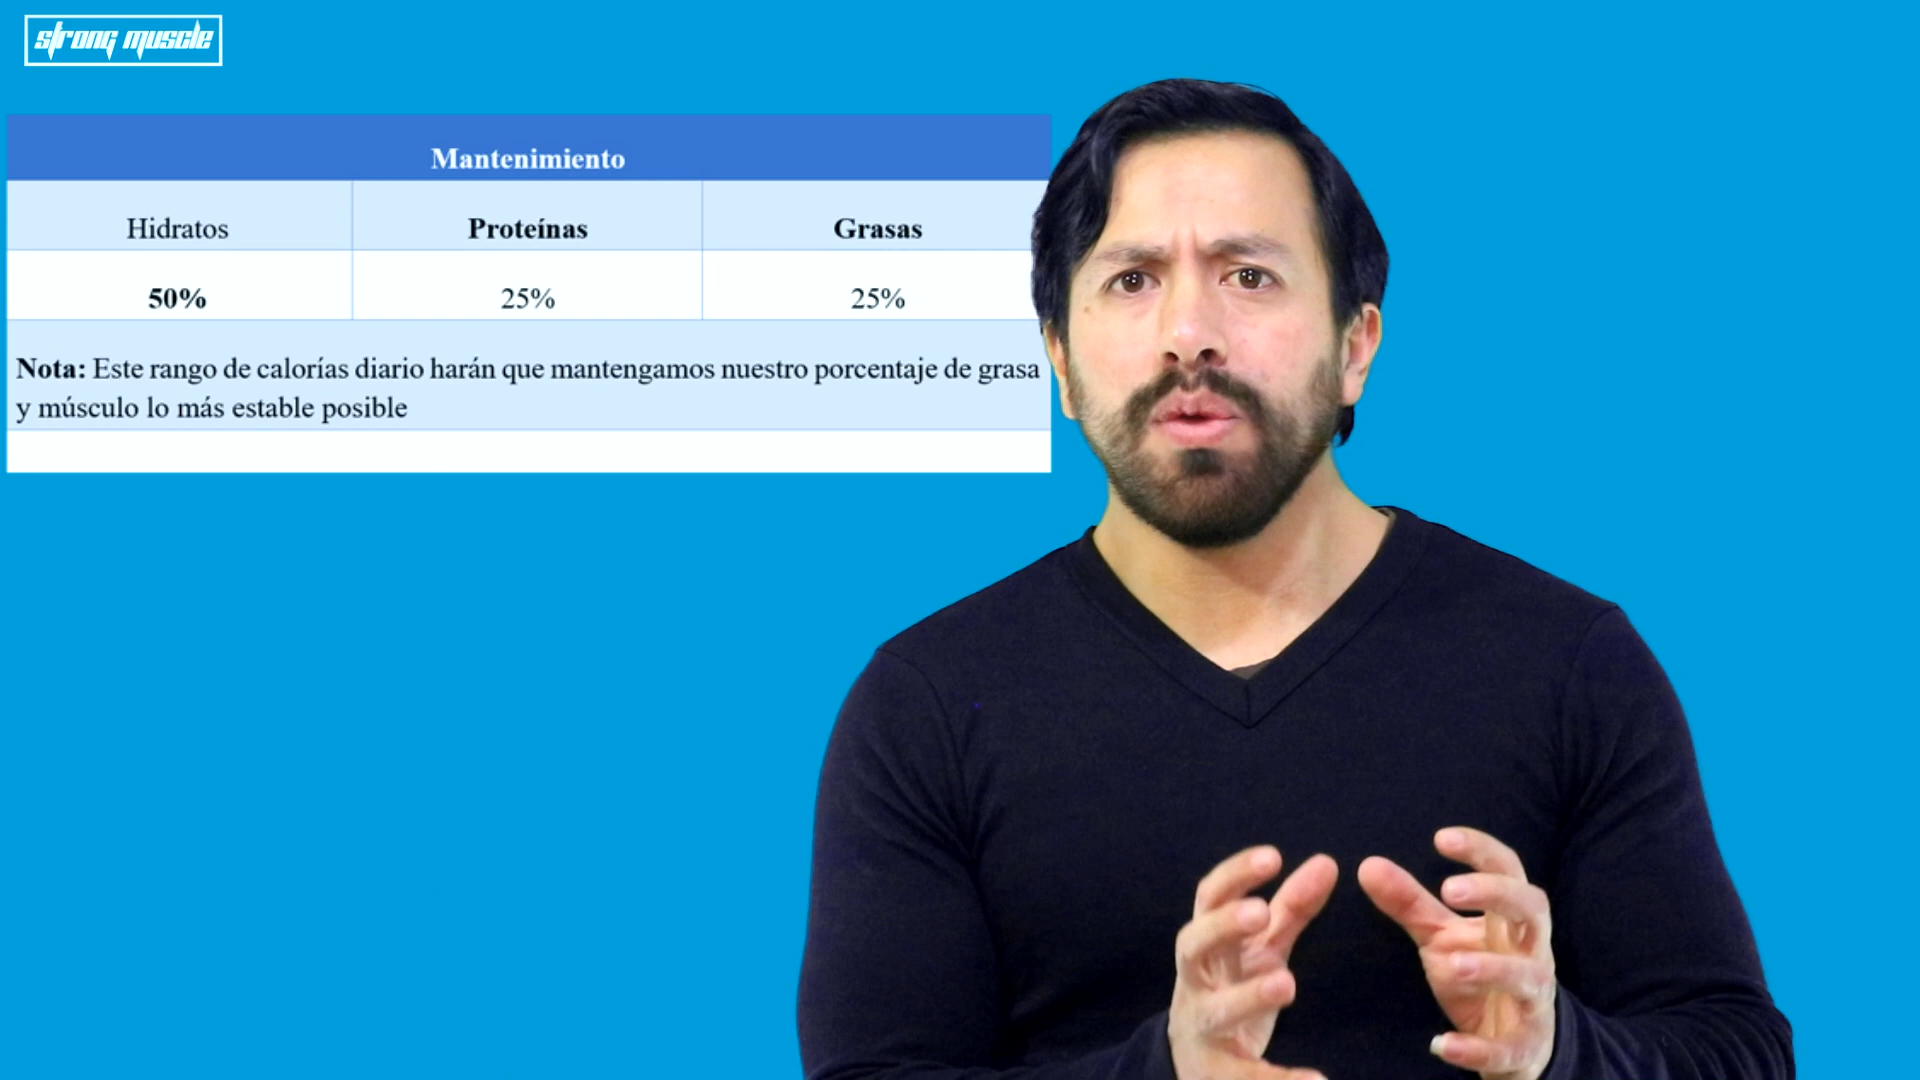 strong muscle
Mantenimiento
Hidratos Proteínas Grasas
50% 25% 25%
Nota: Este rango de calorías diario harán que mantengamos nuestro porcentaje de grasa
y músculo lo más estable posible